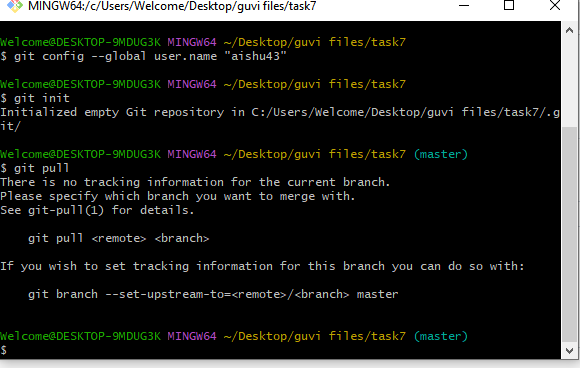 MINGW64:/c/Users/Welcome/Desktop/guvi files/task7
Welcome@DESKTOP-9MDUG3K MINGW64 ~/Desktop/guvi files/task7
$ git config --global user.name "aishu43"
Welcome@DESKTOP-9MDUG3K MINGW64 ~/Desktop/guvi files/task7
$ git init
Initialized empty Git repository in C:/Users/Welcome/Desktop/guvi files/task7/.g
it/
Welcome@DESKTOP-9MDUG3K MINGW64 ~/Desktop/guvi files/task7 (master)
$ git pull
There is no tracking information for the current branch.
Please specify which branch you want to merge with.
See git-pull(1) for details.
git pull <remote> <branch>
If you wish to set tracking information for this branch you can do so with:
git branch --set-upstream-to=<remote>/<branch> master
Welcome@DESKTOP-9MDUG3K MINGW64 ~/Desktop/guvi files/task7 (master)
$